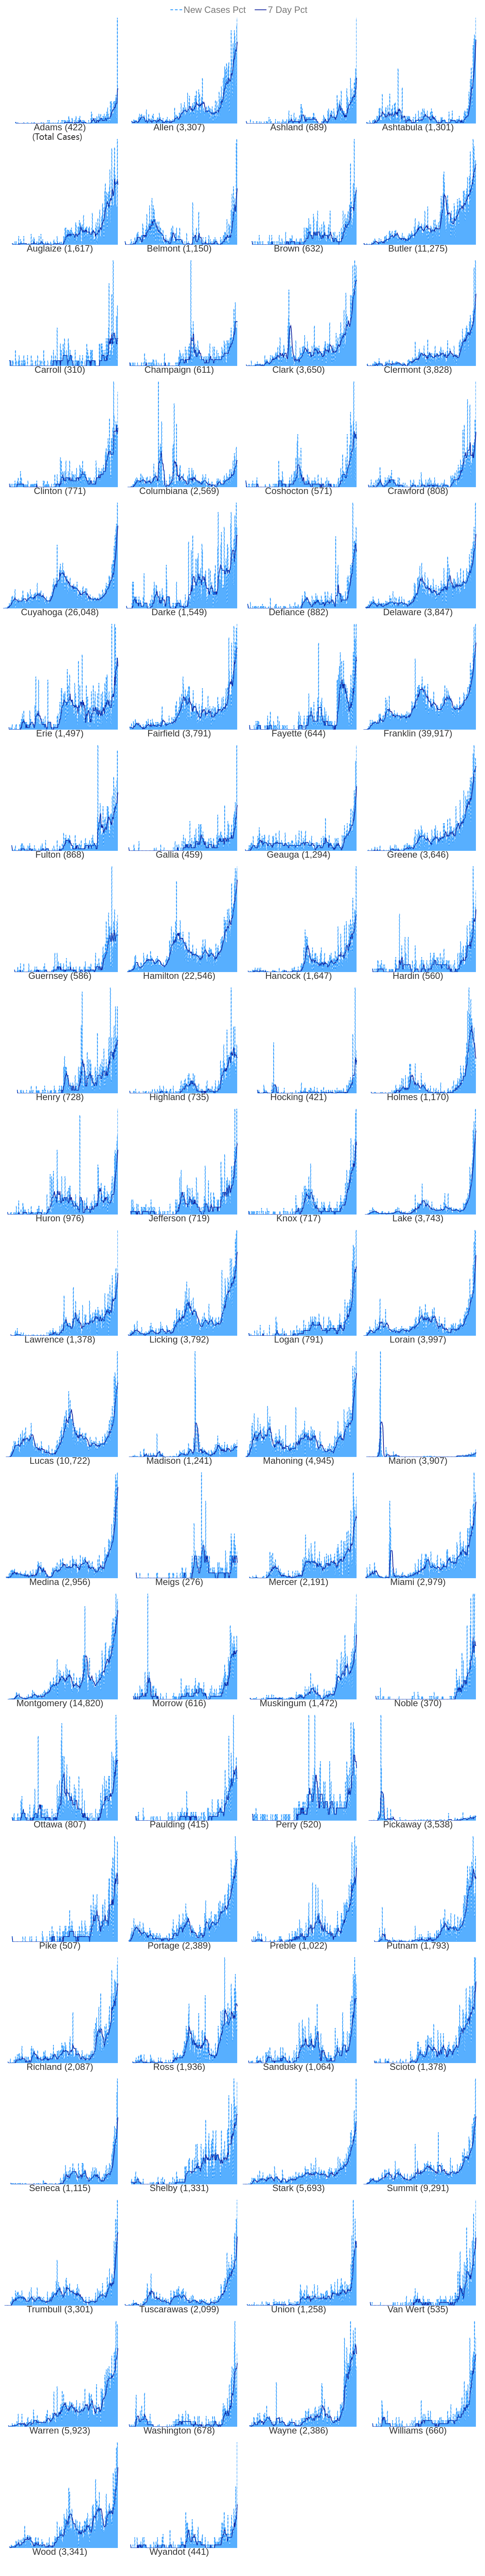 New Cases Pct 7 Day Pct
Adams (422) Allen (3,307) Ashland (689) Ashtabula (1,301)
(Total Cases)
Auglaize (1,617) Belmont (1,150) Brown (632) Butler (11,275)
Carroll (310) Champaign (611) Clark (3,650) Clermont (3,828)
Clinton (771) Columbiana (2,569) Coshocton (571) Crawford (808)
Cuyahoga (26,048) Darke (1,549) Defiance (882) Delaware (3,847)
Erie (1,497) Fairfield (3,791) Fayette (644) Franklin (39,917)
Fulton (868) Gallia (459) Geauga (1,294) Greene (3,646)
Guernsey (586) Hamilton (22,546) Hancock (1,647) Hardin (560)
Henry (728) Highland (735) Hocking (421) Holmes (1,170)
Huron (976) Jefferson (719) Knox (717) Lake (3,743)
Lawrence (1,378) Licking (3,792) Logan (791) Lorain (3,997)
Lucas (10,722) Madison (1,241) Mahoning (4,945) Marion (3,907)
Medina (2,956) Meigs (276) Mercer (2,191) Miami (2,979)
Montgomery (14,820) Morrow (616) Muskingum (1,472) Noble (370)
Ottawa (807) Paulding (415) Perry (520) Pickaway (3,538)
Pike (507) Portage (2,389) Preble (1,022) Putnam (1,793)
Richland (2,087) Ross (1,936) Sandusky (1,064) Scioto (1,378)
Seneca (1,115) Shelby (1,331) Stark (5,693) Summit (9,291)
Trumbull (3,301) Tuscarawas (2,099) Union (1,258) Van Wert (535)
Warren (5,923) Washington (678) Wayne (2,386) Williams (660)
Wood (3,341) Wyandot (441)